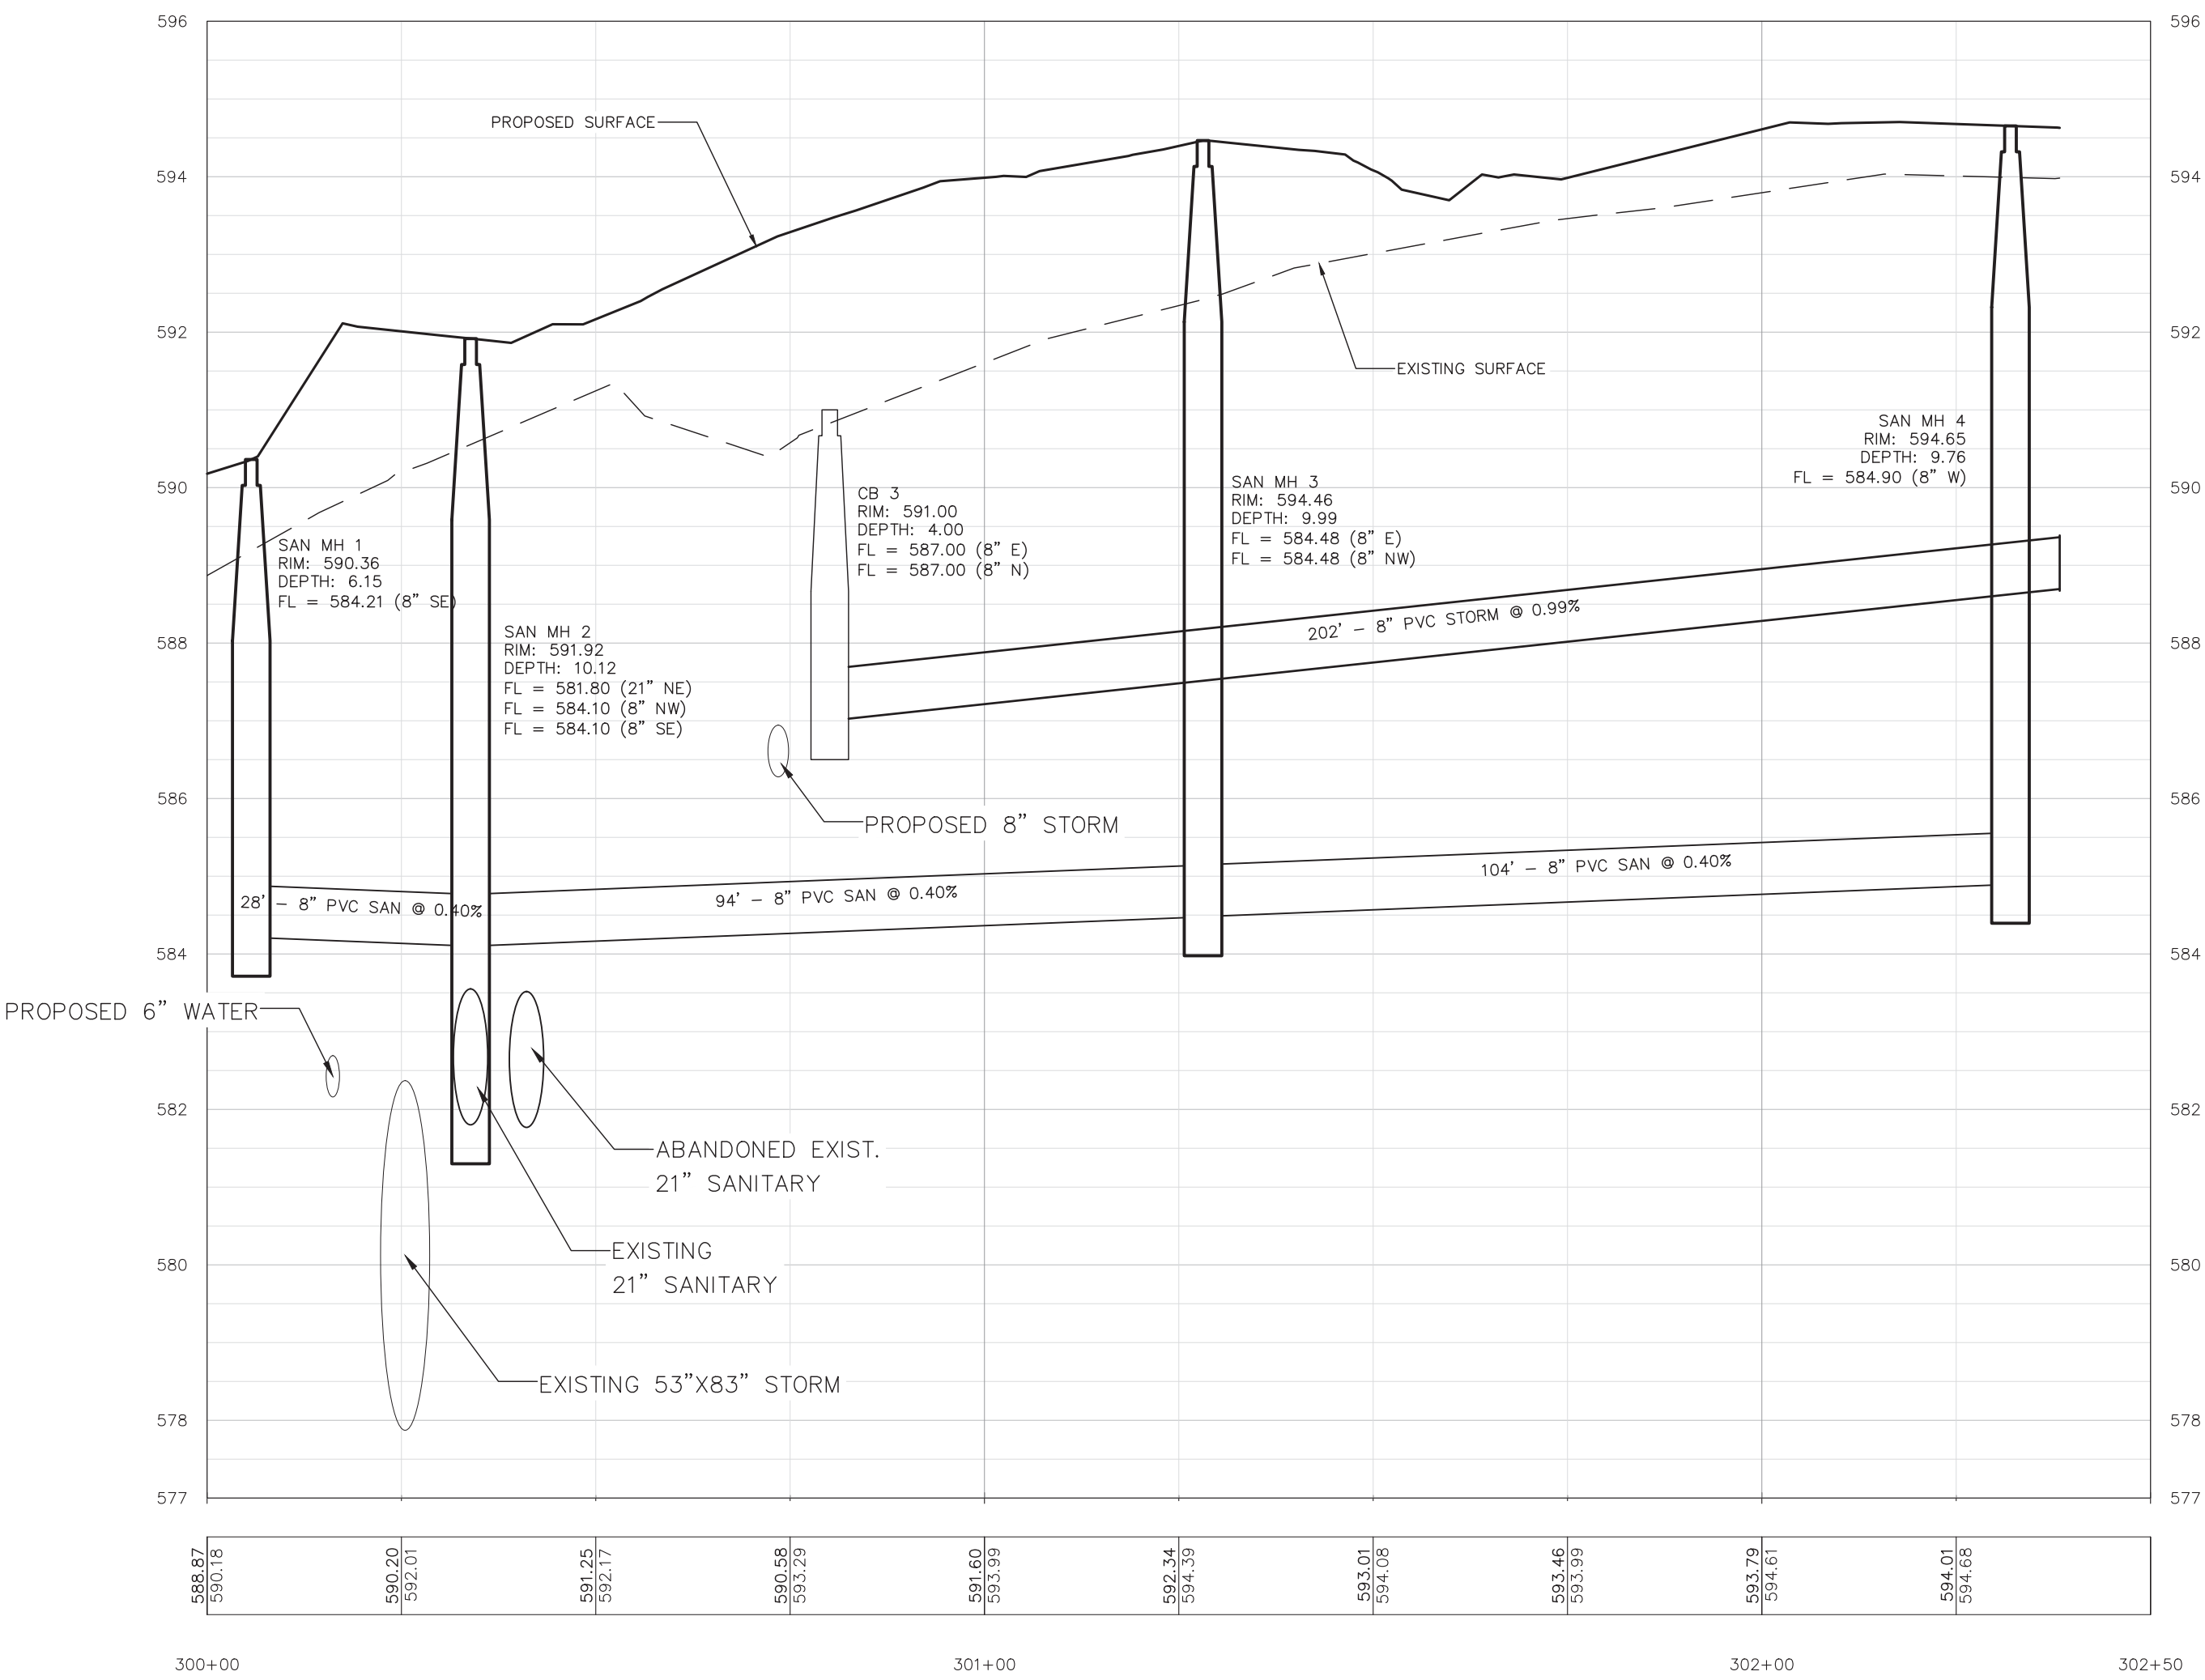 596
596
PROPOSED SURFACE
594
594
592
592
EXISTING SURFACE
SAN MH 4
RIM: 594.65
DEPTH: 9.76
FL = 584.90 (8" W)
590
590
SAN MH 3
RIM: 594.46
DEPTH: 9.99
FL = 584.48 (8" E)
FL = 584.48 (8" NW)
CB 3
RIM: 591.00
DEPTH: 4.00
FL = 587.00 (8" E)
FL = 587.00 (8" N)
SAN MH 1
RIM: 590.36
DEPTH: 6.15
FL = 584.21 (8" SE)
202' - 8" PVC STORM @ 0.99%
SAN MH 2
RIM: 591.92
DEPTH: 10.12
FL = 581.80 (21" NE)
FL = 584.10 (8" NW)
FL = 584.10 (8" SE)
588
588
586
586
PROPOSED 8" STORM
28' - 8" PVC SAN @ 0.40%
94' - 8" PVC SAN @ 0.40%
104' - 8" PVC SAN @ 0.40%
584
584
PROPOSED 6" WATER
582
582
ABANDONED EXIST.
21" SANITARY
EXISTING
21" SANITARY
580
580
EXISTING 53"X83" STORM
578
578
577
577
588.87
590.18
590.20
592.01
591.25
592.17
590.58
593.29
591.60
593.99
592.34
594.39
593.01
594.08
593.46
593.99
593.79
594.61
594.01
594.68
300+00
301+00
302+00
302+50